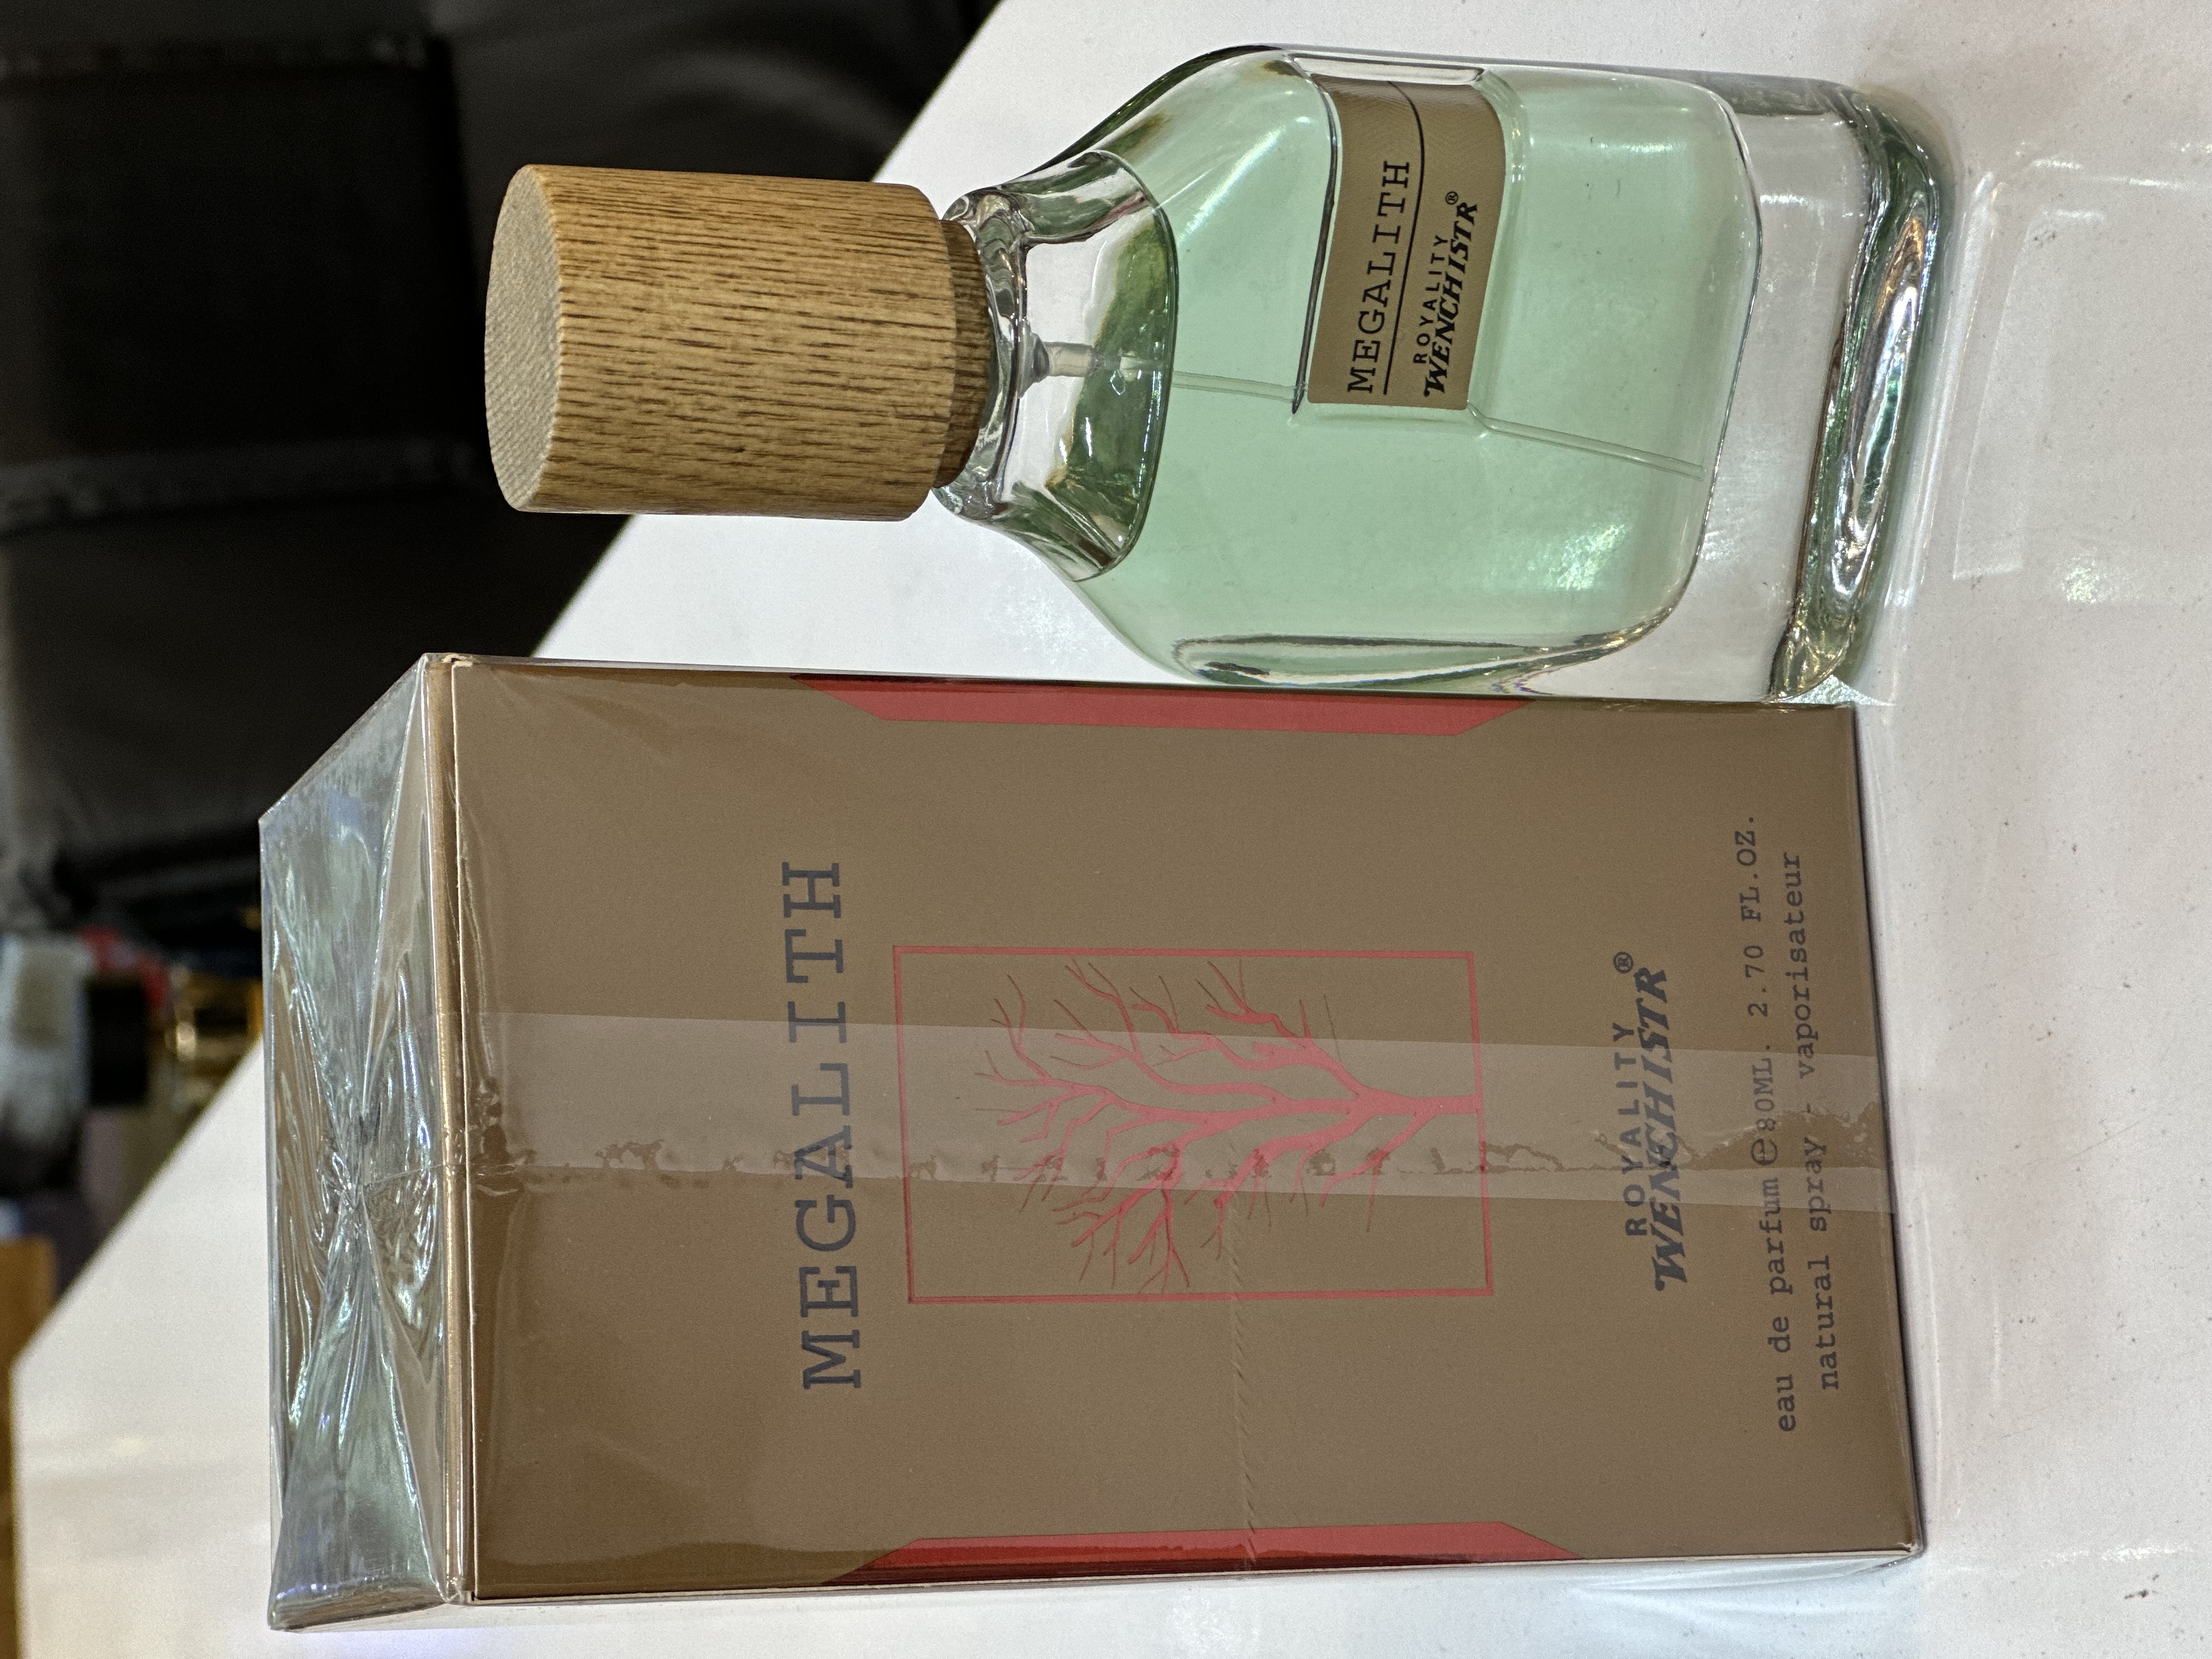 MEGALITH
ROYALITY
WENCHISTR®
eau de parfum ℮80ML. 2.70 FL.OZ.
natural spray - vaporisateur
MEGALITH
ROYALITY
WENCHISTR®